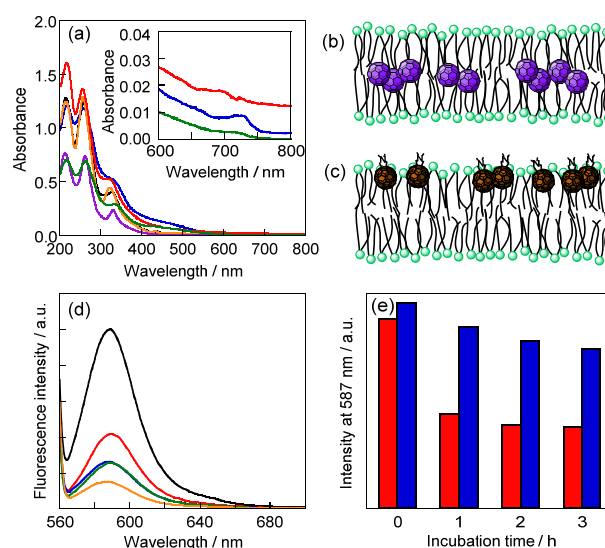 (a)
2.0
1.5
1.0
0.5
0.0
Absorbance
200 300 400 500 600 700 800
Wavelength / nm
0.04
0.03
0.02
0.01
0.00
Absorbance
600 700 800
Wavelength / nm
(b)
(c)
(d)
Fluorescence intensity / a.u.
560 600 640 680
Wavelength / nm
(e)
Intensity at 587 nm / a.u.
0 1 2 3
Incubation time / h